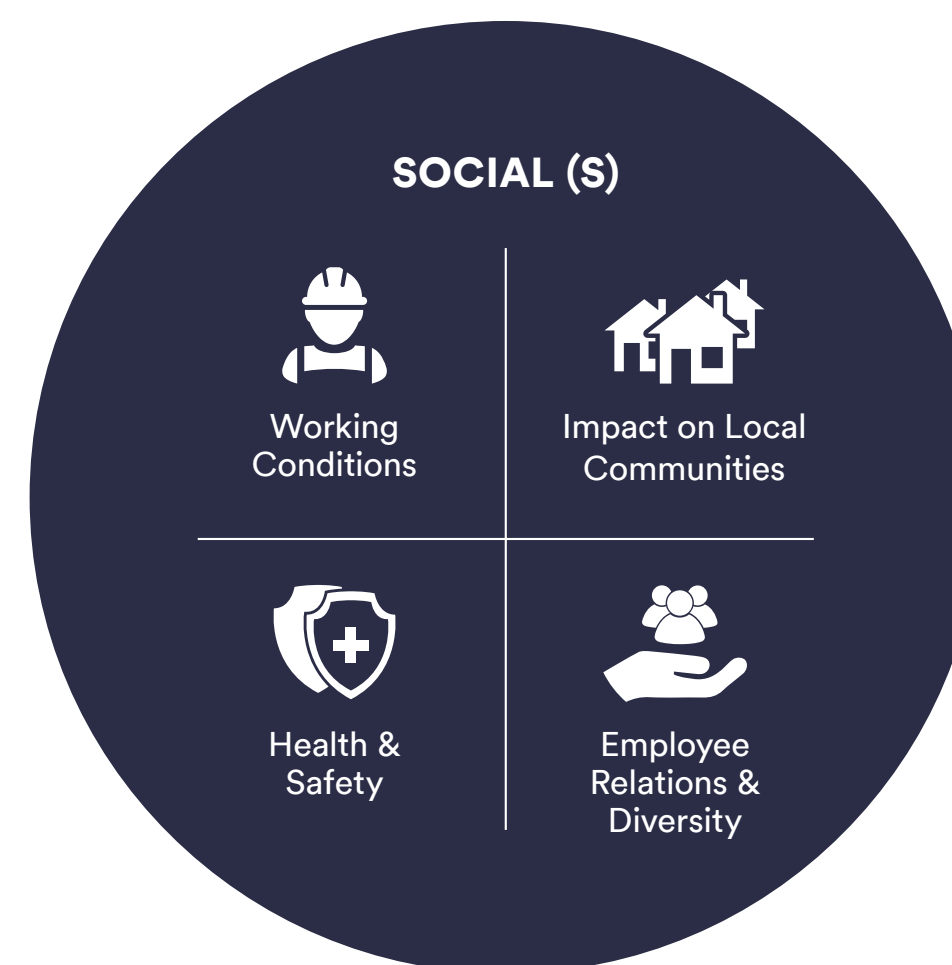 SOCIAL (S)
Working
Conditions
Impact on Local
Communities
Health &
Safety
Employee
Relations &
Diversity